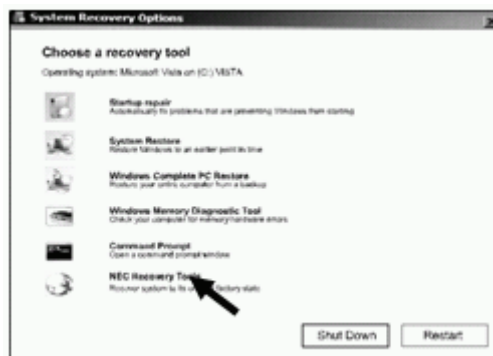 System Recovery Options
Choose a recovery tool
Operating system: Microsoft Vista on (C:) VISTA
Startup repair
Automatically fix problems that are preventing Windows from starting
System Restore
Restore Windows to an earlier point in time
Windows Complete PC Restore
Restore your entire computer from a backup
Windows Memory Diagnostic Tool
Check your computer for memory hardware errors
Command Prompt
Open a command prompt window
NEC Recovery Tools
Recover system to its factory state
Shut Down
Restart